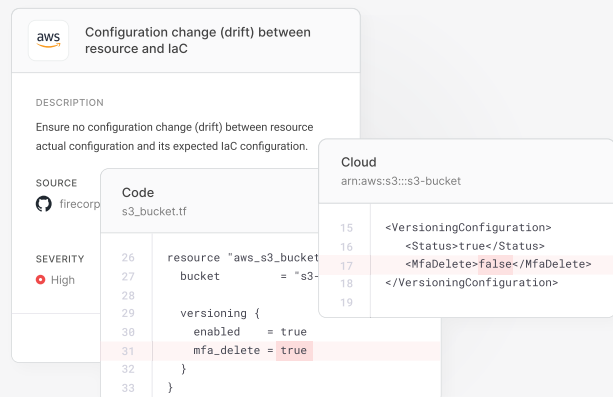 aws
Configuration change (drift) between
resource and IaC
DESCRIPTION
Ensure no configuration change (drift) between resource
actual configuration and its expected IaC configuration.
SOURCE
firecorp
SEVERITY
High
Code
s3_bucket.tf
26 resource "aws_s3_bucket
27 bucket = "s3-
28
29 versioning {
30 enabled = true
31 mfa_delete = true
32 }
33 }
Cloud
arn:aws:s3:::s3-bucket
15 <VersioningConfiguration>
16 <Status>true</Status>
17 <MfaDelete>false</MfaDelete>
18 </VersioningConfiguration>
19